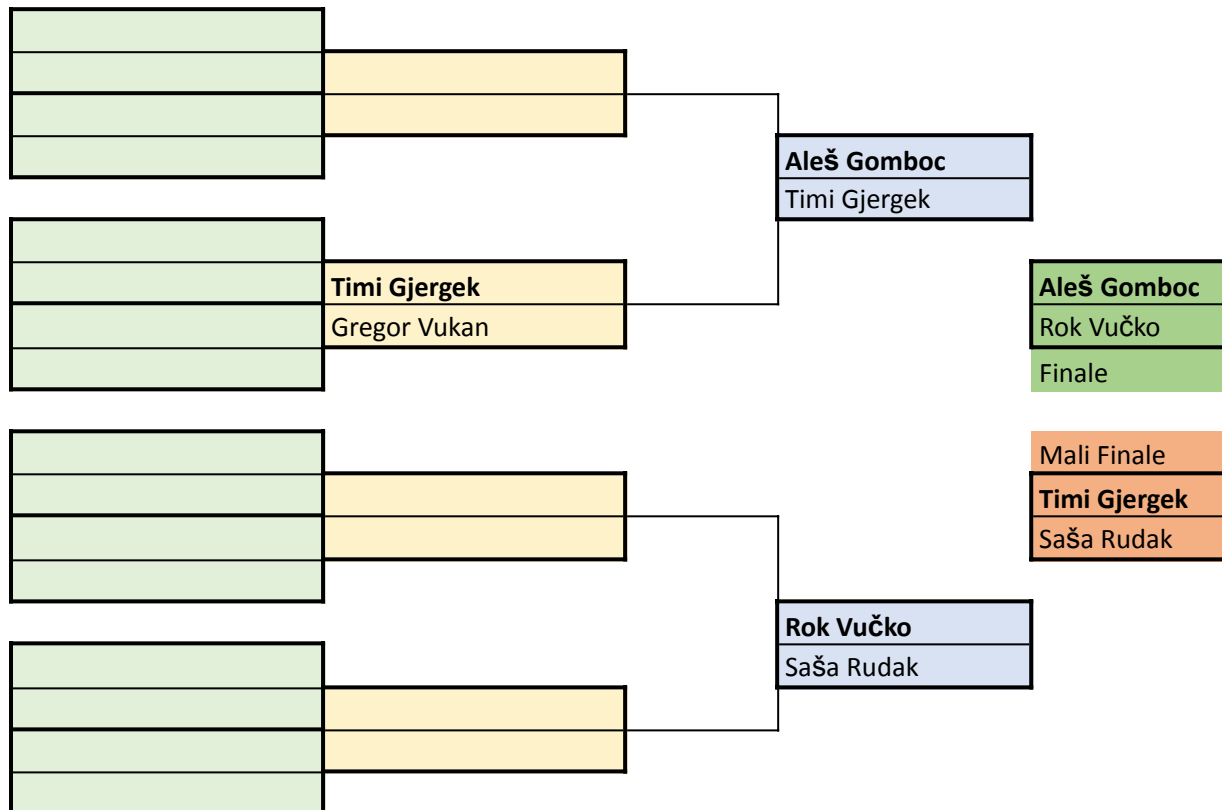 Aleš Gomboc
Timi Gjergek
Timi Gjergek
Gregor Vukan
Aleš Gomboc
Rok Vučko
Finale
Mali Finale
Timi Gjergek
Saša Rudak
Rok Vučko
Saša Rudak